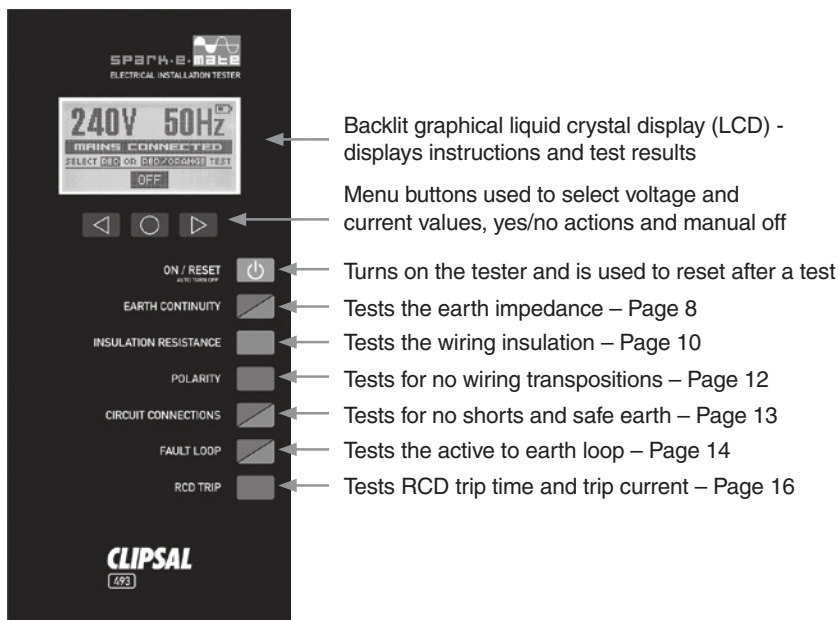 spark·e·mate
ELECTRICAL INSTALLATION TESTER
240V 50Hz
MAINS CONNECTED
SELECT RED OR RED/ORANGE TEST
OFF
Backlit graphical liquid crystal display (LCD) -
displays instructions and test results
Menu buttons used to select voltage and
current values, yes/no actions and manual off
ON / RESET
AUTO TURN OFF
Turns on the tester and is used to reset after a test
EARTH CONTINUITY
Tests the earth impedance – Page 8
INSULATION RESISTANCE
Tests the wiring insulation – Page 10
POLARITY
Tests for no wiring transpositions – Page 12
CIRCUIT CONNECTIONS
Tests for no shorts and safe earth – Page 13
FAULT LOOP
Tests the active to earth loop – Page 14
RCD TRIP
Tests RCD trip time and trip current – Page 16
CLIPSAL
493